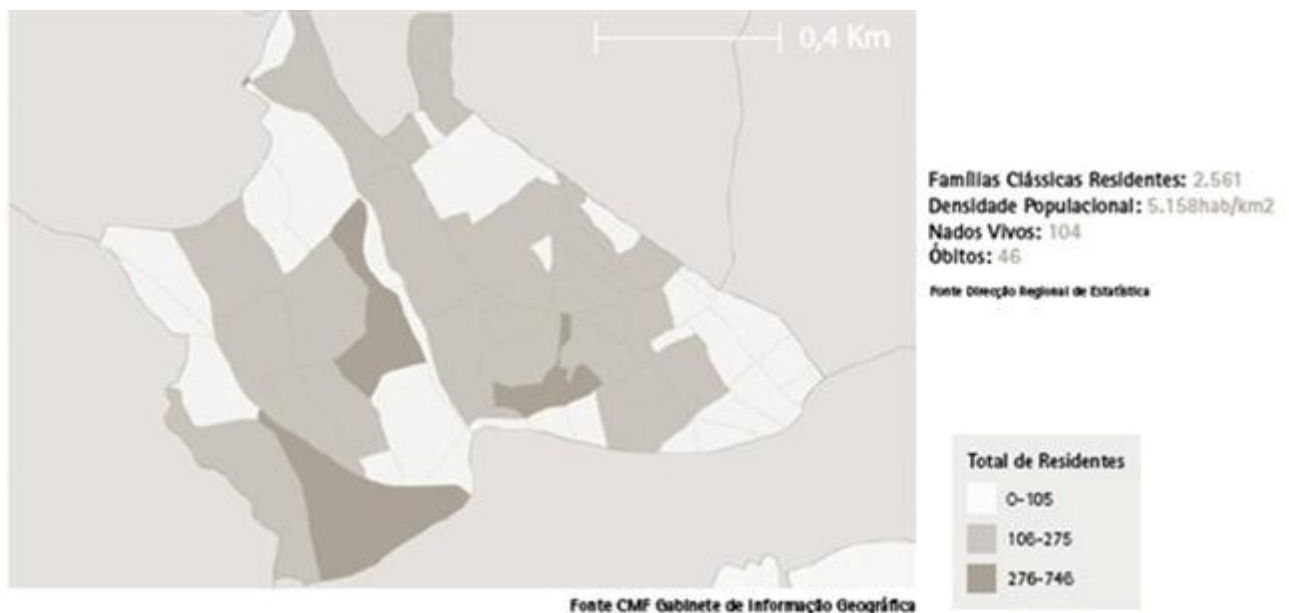 0,4 Km
Famílias Clássicas Residentes: 2.561
Densidade Populacional: 5.158hab/km2
Nados Vivos: 104
Óbitos: 46
Fonte Direcção Regional de Estatística
Total de Residentes
0-105
106-275
276-746
Fonte CMF Gabinete de Informação Geográfica